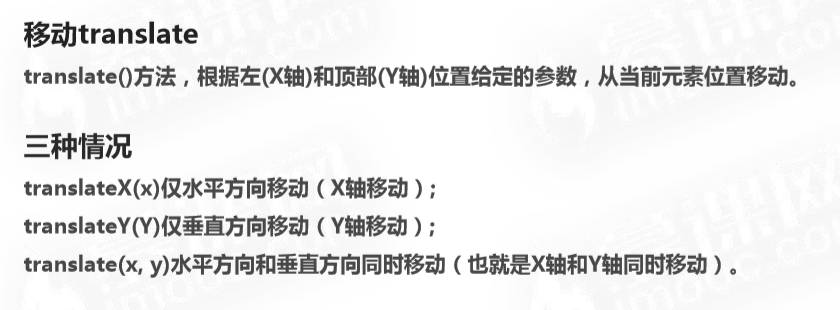 移动translate
translate()方法，根据左(X轴)和顶部(Y轴)位置给定的参数，从当前元素位置移动。
三种情况
translateX(x)仅水平方向移动（X轴移动）;
translateY(Y)仅垂直方向移动（Y轴移动）;
translate(x, y)水平方向和垂直方向同时移动（也就是X轴和Y轴同时移动）。